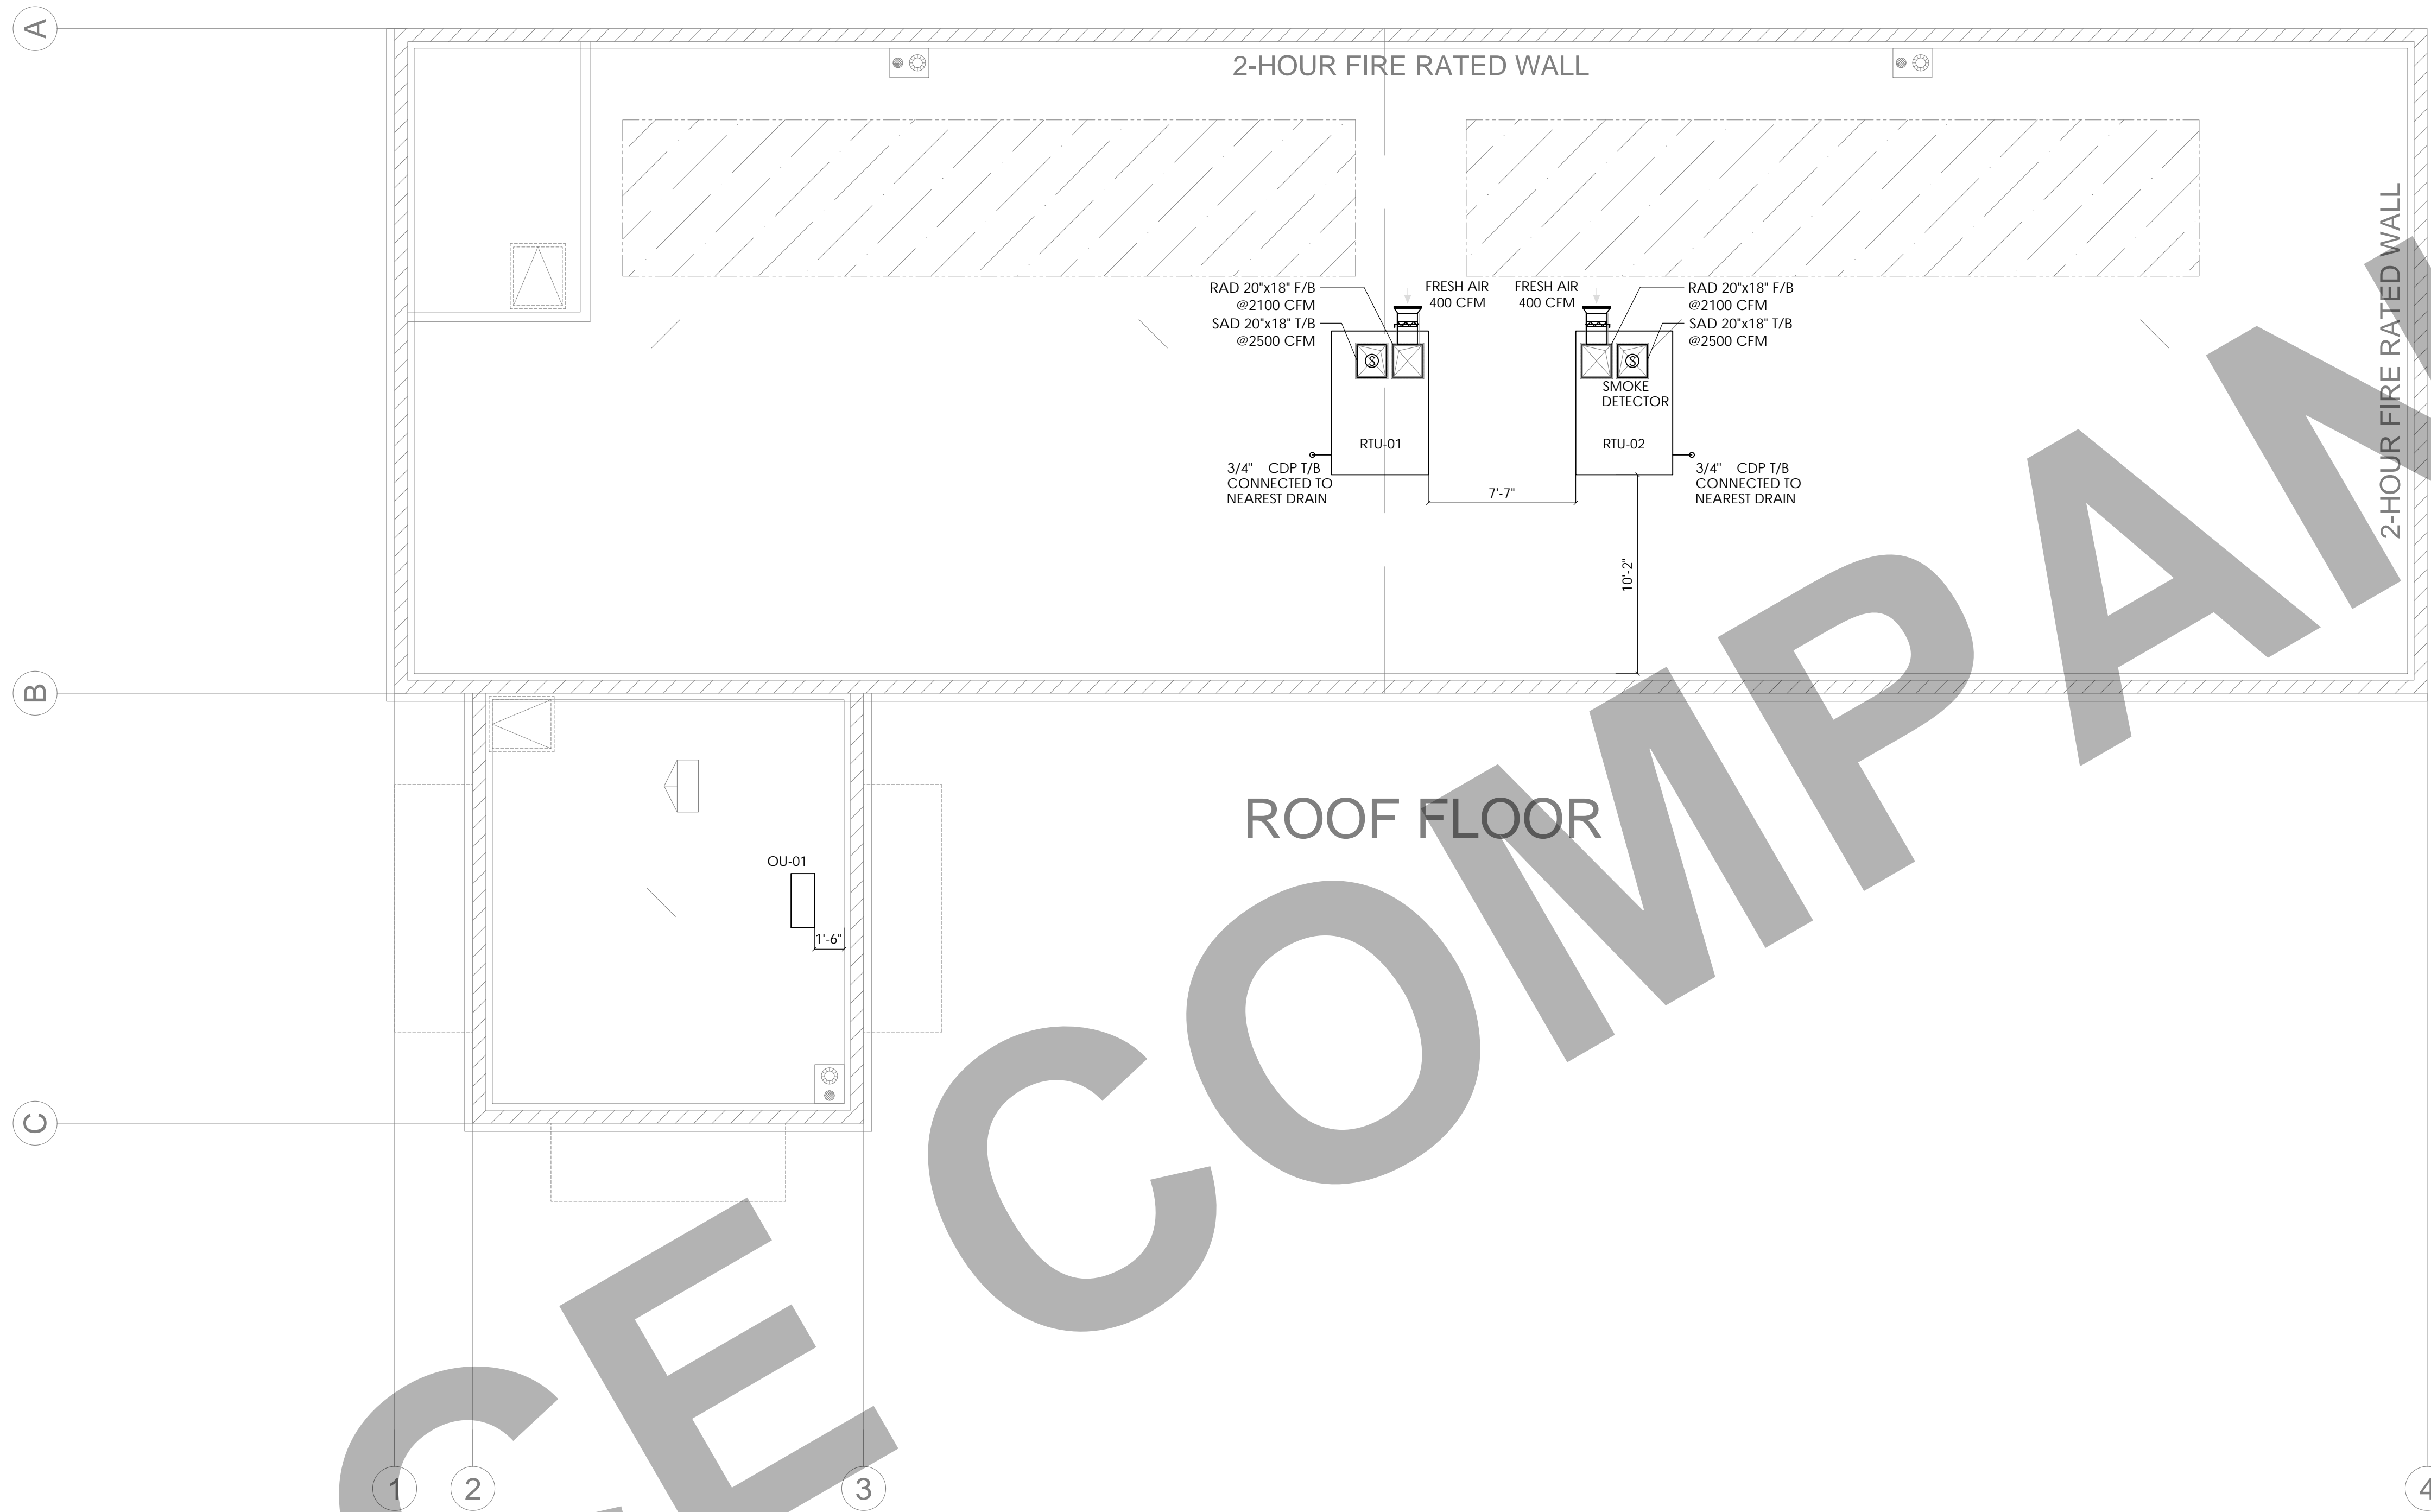 A
2-HOUR FIRE RATED WALL
2-HOUR FIRE RATED WALL
RAD 20"x18" F/B
@2100 CFM
SAD 20"x18" T/B
@2500 CFM
FRESH AIR
400 CFM
FRESH AIR
400 CFM
RAD 20"x18" F/B
@2100 CFM
SAD 20"x18" T/B
@2500 CFM
S
S
SMOKE
DETECTOR
RTU-01
RTU-02
3/4" CDP T/B
CONNECTED TO
NEAREST DRAIN
7'-7"
3/4" CDP T/B
CONNECTED TO
NEAREST DRAIN
10'-2"
B
ROOF FLOOR
OU-01
1'-6"
C
1
2
3
4
CE COMPAN